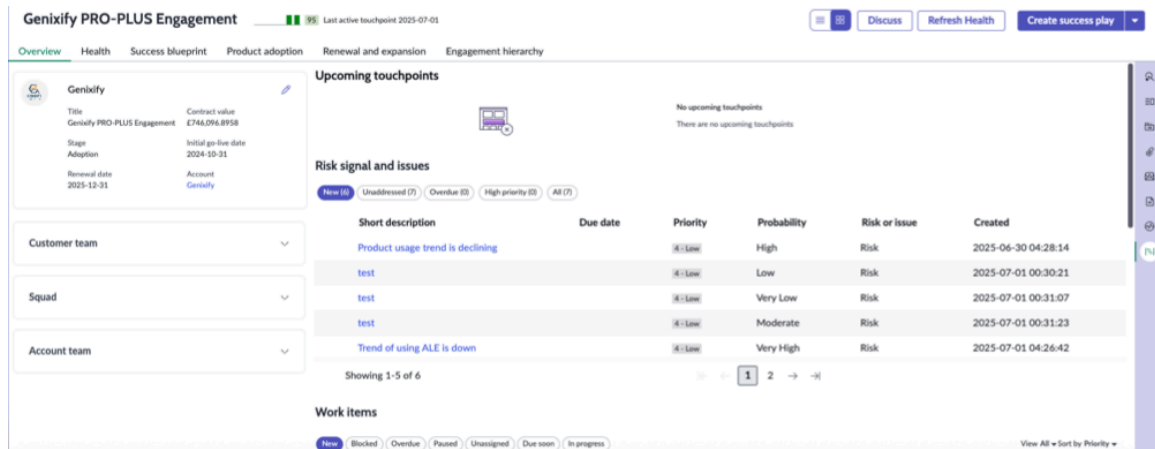 Genixify PRO-PLUS Engagement
95 Last active touchpoint 2025-07-01
Discuss
Refresh Health
Create success play
Overview Health Success blueprint Product adoption Renewal and expansion Engagement hierarchy
Genixify
Title Contract value
Genixify PRO-PLUS Engagement £746,096.8958
Stage Initial go-live date
Adoption 2024-10-31
Renewal date Account
2025-12-31 Genixify
Customer team
Squad
Account team
Upcoming touchpoints
No upcoming touchpoints
There are no upcoming touchpoints
Risk signal and issues
New (6) Unaddressed (7) Overdue (0) High priority (0) All (7)
Short description Due date Priority Probability Risk or issue Created
Product usage trend is declining 4 - Low High Risk 2025-06-30 04:28:14
test 4 - Low Low Risk 2025-07-01 00:30:21
test 4 - Low Very Low Risk 2025-07-01 00:31:07
test 4 - Low Moderate Risk 2025-07-01 00:31:23
Trend of using ALE is down 4 - Low Very High Risk 2025-07-01 04:26:42
Showing 1-5 of 6
1 2
Work items
New Blocked Overdue Paused Unassigned Due soon In progress
View All Sort by Priority